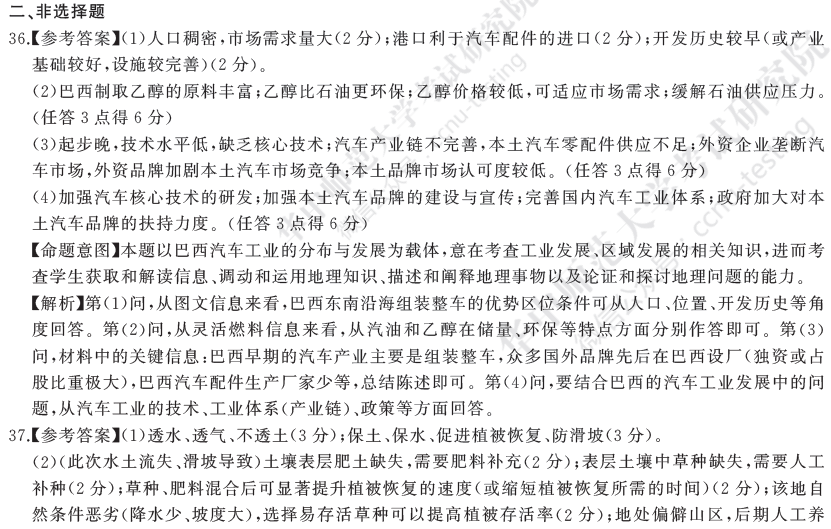 二、非选择题
36.【参考答案】(1)人口稠密,市场需求量大(2 分);港口利于汽车配件的进口(2 分);开发历史较早(或产业
基础较好,设施较完善)(2 分)。
(2)巴西制取乙醇的原料丰富;乙醇比石油更环保;乙醇价格较低,可适应市场需求;缓解石油供应压力。
(任答 3 点得 6 分)
(3)起步晚,技术水平低,缺乏核心技术;汽车产业链不完善,本土汽车零配件供应不足;外资企业垄断汽
车市场,外资品牌加剧本土汽车市场竞争;本土品牌市场认可度较低。(任答 3 点得 6 分)
(4)加强汽车核心技术的研发;加强本土汽车品牌的建设与宣传;完善国内汽车工业体系;政府加大对本
土汽车品牌的扶持力度。(任答 3 点得 6 分)
【命题意图】本题以巴西汽车工业的分布与发展为载体,意在考查工业发展、区域发展的相关知识,进而考
查学生获取和解读信息、调动和运用地理知识、描述和阐释地理事物以及论证和探讨地理问题的能力。
【解析】第(1)问,从图文信息来看,巴西东南沿海组装整车的优势区位条件可从人口、位置、开发历史等角
度回答。第(2)问,从灵活燃料信息来看,从汽油和乙醇在储量、环保等特点方面分别作答即可。第(3)
问,材料中的关键信息:巴西早期的汽车产业主要是组装整车,众多国外品牌先后在巴西设厂(独资或占
股比重极大),巴西汽车配件生产厂家少等,总结陈述即可。第(4)问,要结合巴西的汽车工业发展中的问
题,从汽车工业的技术、工业体系(产业链)、政策等方面回答。
37.【参考答案】(1)透水、透气、不透土(3 分);保土、保水、促进植被恢复、防滑坡(3 分)。
(2)(此次水土流失、滑坡导致)土壤表层肥土缺失,需要肥料补充(2 分);表层土壤中草种缺失,需要人工
补种(2 分);草种、肥料混合后可显著提升植被恢复的速度(或缩短植被恢复所需的时间)(2 分);该地自
然条件恶劣(降水少、坡度大),选择易存活草种可以提高植被存活率(2 分);地处偏僻山区,后期人工养